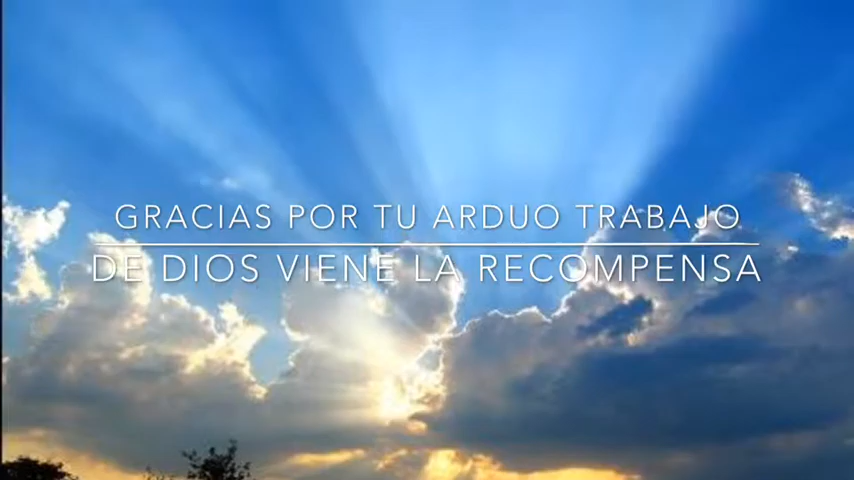 GRACIAS POR TU ARDUO TRABAJO
DE DIOS VIENE LA RECOMPENSA